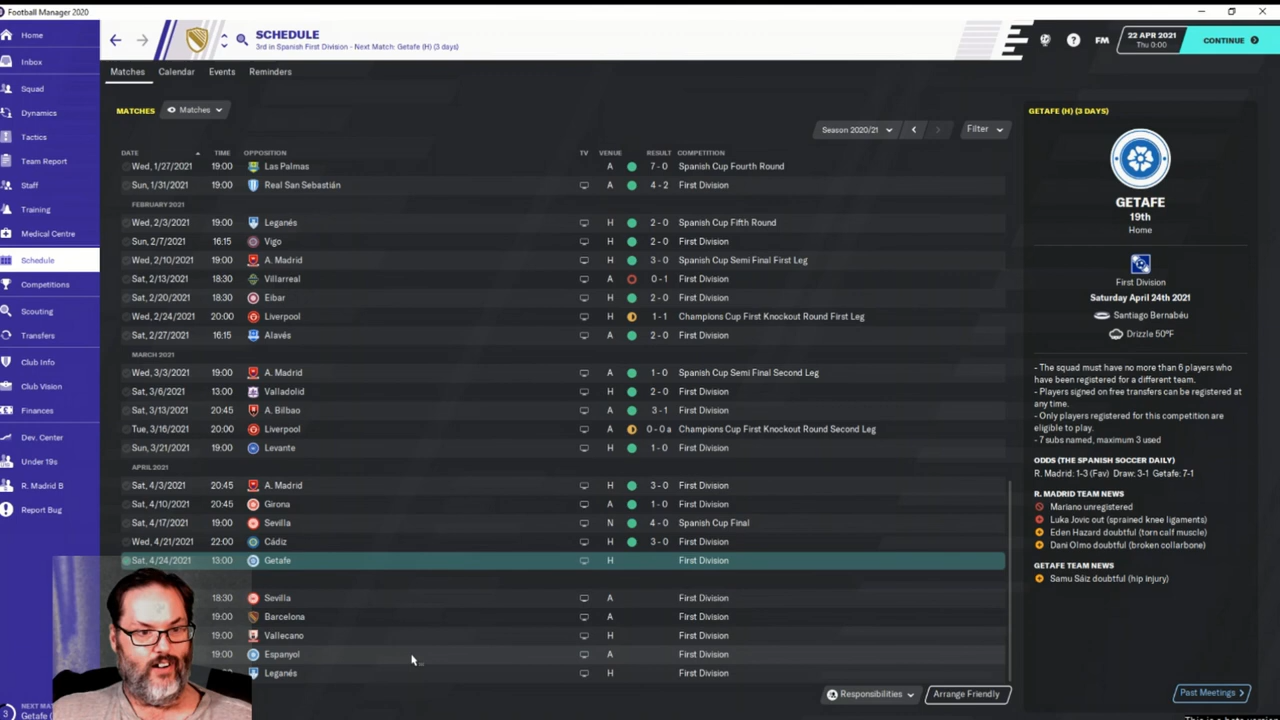 Football Manager 2020
Home
Inbox
Squad
Dynamics
Tactics
Team Report
Staff
Training
Medical Centre
Schedule
Competitions
Scouting
Transfers
Club Info
Club Vision
Finances
Dev. Center
Under 19s
R. Madrid B
Report Bug
3
NEXT MA
Getafe (
SCHEDULE
3rd in Spanish First Division - Next Match: Getafe (H) (3 days)
? FM
22 APR 2021
Thu 0:00
CONTINUE
Matches Calendar Events Reminders
MATCHES Matches
Season 2020/21 Filter
DATE TIME OPPOSITION TV VENUE RESULT COMPETITION
Wed, 1/27/2021 19:00 Las Palmas A 7 - 0 Spanish Cup Fourth Round
Sun, 1/31/2021 19:00 Real San Sebastián A 4 - 2 First Division
FEBRUARY 2021
Wed, 2/3/2021 19:00 Leganés H 2 - 0 Spanish Cup Fifth Round
Sun, 2/7/2021 16:15 Vigo H 2 - 0 First Division
Wed, 2/10/2021 19:00 A. Madrid H 3 - 0 Spanish Cup Semi Final First Leg
Sat, 2/13/2021 18:30 Villarreal A 0 - 1 First Division
Sat, 2/20/2021 18:30 Eibar H 2 - 0 First Division
Wed, 2/24/2021 20:00 Liverpool H 1 - 1 Champions Cup First Knockout Round First Leg
Sat, 2/27/2021 16:15 Alavés A 2 - 0 First Division
MARCH 2021
Wed, 3/3/2021 19:00 A. Madrid A 1 - 0 Spanish Cup Semi Final Second Leg
Sat, 3/6/2021 13:00 Valladolid H 2 - 0 First Division
Sat, 3/13/2021 20:45 A. Bilbao A 3 - 1 First Division
Tue, 3/16/2021 20:00 Liverpool A 0 - 0 a Champions Cup First Knockout Round Second Leg
Sun, 3/21/2021 19:00 Levante H 1 - 0 First Division
APRIL 2021
Sat, 4/3/2021 20:45 A. Madrid H 3 - 0 First Division
Sat, 4/10/2021 20:45 Girona A 1 - 0 First Division
Sat, 4/17/2021 19:00 Sevilla N 4 - 0 Spanish Cup Final
Wed, 4/21/2021 22:00 Cádiz H 3 - 0 First Division
Sat, 4/24/2021 13:00 Getafe H First Division
18:30 Sevilla A First Division
19:00 Barcelona A First Division
19:00 Vallecano H First Division
19:00 Espanyol A First Division
Leganés H First Division
Responsibilities Arrange Friendly
GETAFE (H) (3 DAYS)
GETAFE
19th
Home
First Division
Saturday April 24th 2021
Santiago Bernabéu
Drizzle 50°F
- The squad must have no more than 6 players who
have been registered for a different team.
- Players signed on free transfers can be registered at
any time.
- Only players registered for this competition are
eligible to play.
- 7 subs named, maximum 3 used
ODDS (THE SPANISH SOCCER DAILY)
R. Madrid: 1-3 (Fav) Draw: 3-1 Getafe: 7-1
R. MADRID TEAM NEWS
Mariano unregistered
Luka Jovic out (sprained knee ligaments)
Eden Hazard doubtful (torn calf muscle)
Dani Olmo doubtful (broken collarbone)
GETAFE TEAM NEWS
Samu Sáiz doubtful (hip injury)
Past Meetings